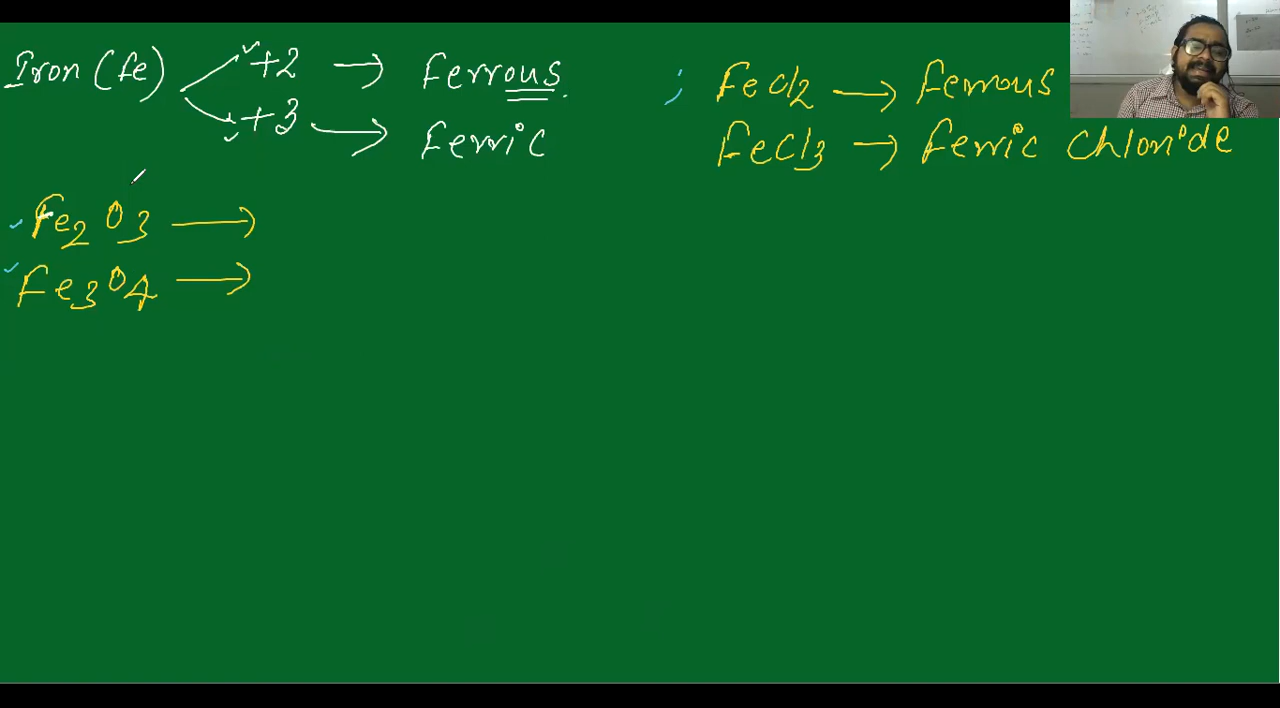 Iron (fe) +2 → Ferrous.
+3 → Ferric
; FeCl2 → Ferrous
FeCl3 → Ferric Chloride
Fe2O3 →
Fe3O4 →